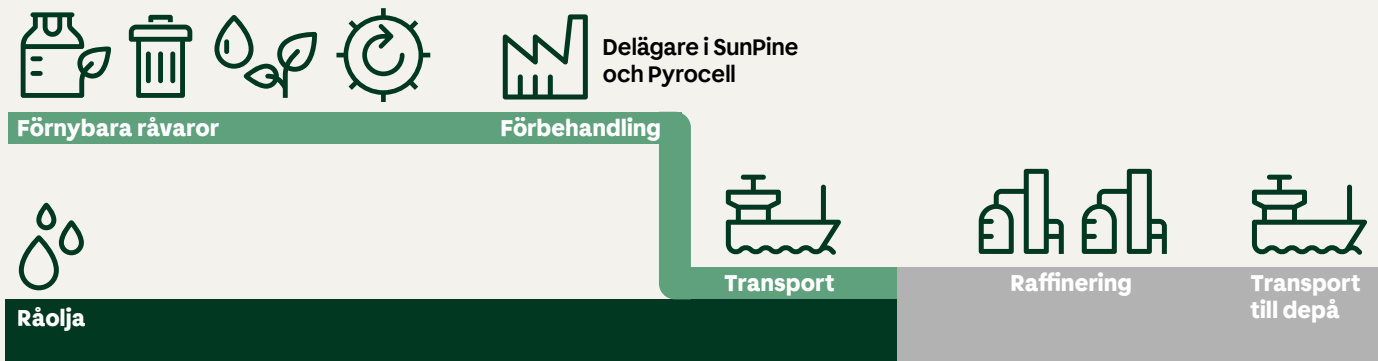 Delägare i SunPine
och Pyrocell
Förnybara råvaror
Förbehandling
Transport
Raffinering
Transport
till depå
Råolja